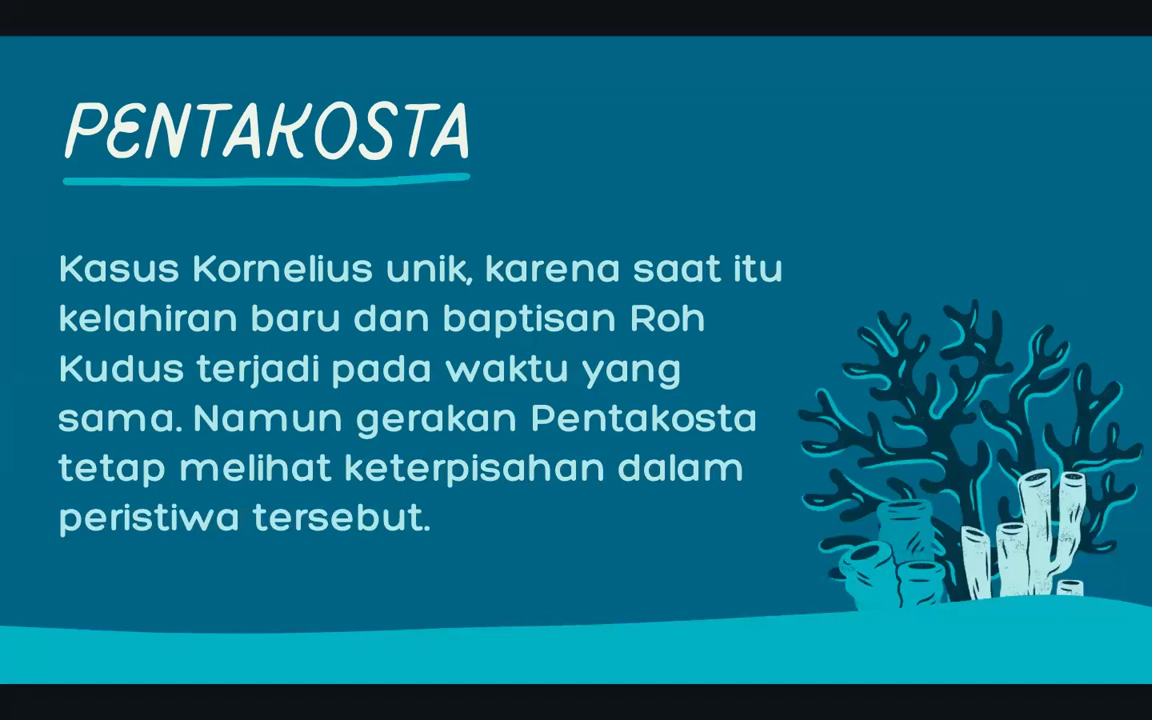 PENTAKOSTA
Kasus Kornelius unik, karena saat itu
kelahiran baru dan baptisan Roh
Kudus terjadi pada waktu yang
sama. Namun gerakan Pentakosta
tetap melihat keterpisahan dalam
peristiwa tersebut.